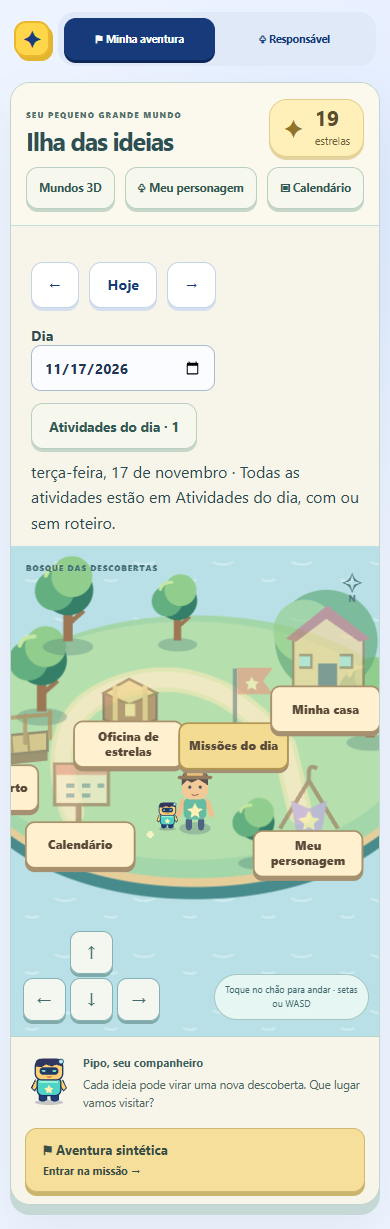 Minha aventura
Responsável
SEU PEQUENO GRANDE MUNDO
Ilha das ideias
19
estrelas
Mundos 3D
Meu personagem
Calendário
←
Hoje
→
Dia
11/17/2026
Atividades do dia · 1
terça-feira, 17 de novembro · Todas as
atividades estão em Atividades do dia, com ou
sem roteiro.
BOSQUE DAS DESCOBERTAS
N
Minha casa
Oficina de
estrelas
Missões do dia
rto
Calendário
Meu
personagem
↑
← ↓ →
Toque no chão para andar · setas
ou WASD
Pipo, seu companheiro
Cada ideia pode virar uma nova descoberta. Que lugar
vamos visitar?
Aventura sintética
Entrar na missão →